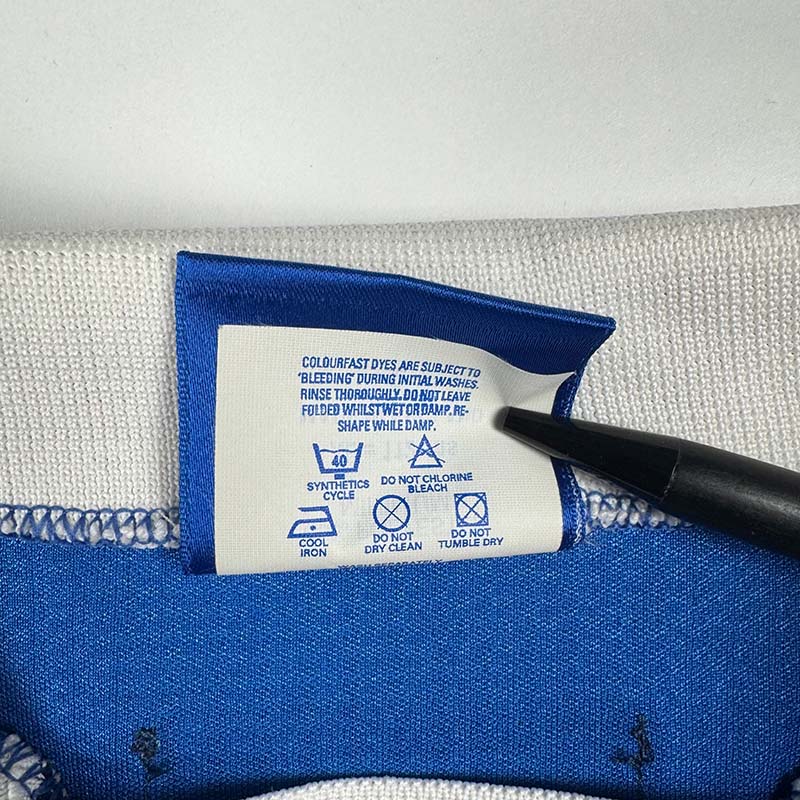 COLOURFAST DYES ARE SUBJECT TO
'BLEEDING' DURING INITIAL WASHES.
RINSE THOROUGHLY. DO NOT LEAVE
FOLDED WHILST WET OR DAMP. RE-
SHAPE WHILE DAMP.
40
SYNTHETICS
CYCLE
DO NOT CHLORINE
BLEACH
COOL
IRON
DO NOT
DRY CLEAN
DO NOT
TUMBLE DRY